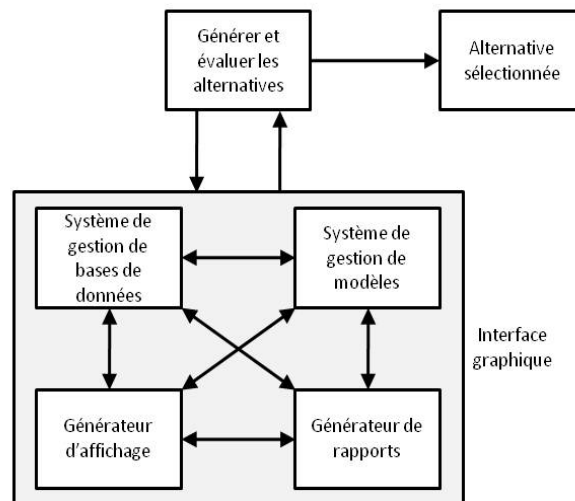 Générer et
évaluer les
alternatives
Alternative
sélectionnée
Système de
gestion de
bases de
données
Système de
gestion de
modèles
Interface
graphique
Générateur
d'affichage
Générateur de
rapports